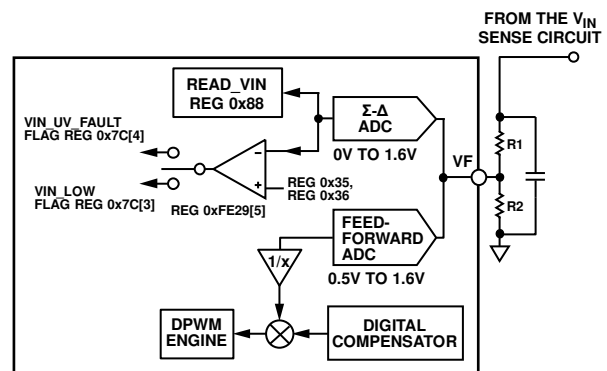 FROM THE VIN
SENSE CIRCUIT
READ_VIN
REG 0x88
Σ-Δ
ADC
0V TO 1.6V
VIN_UV_FAULT
FLAG REG 0x7C[4]
VIN_LOW
FLAG REG 0x7C[3]
–
+
REG 0x35,
REG 0x36
REG 0xFE29[5]
VF
R1
R2
FEED-
FORWARD
ADC
0.5V TO 1.6V
1/x
DPWM
ENGINE
DIGITAL
COMPENSATOR